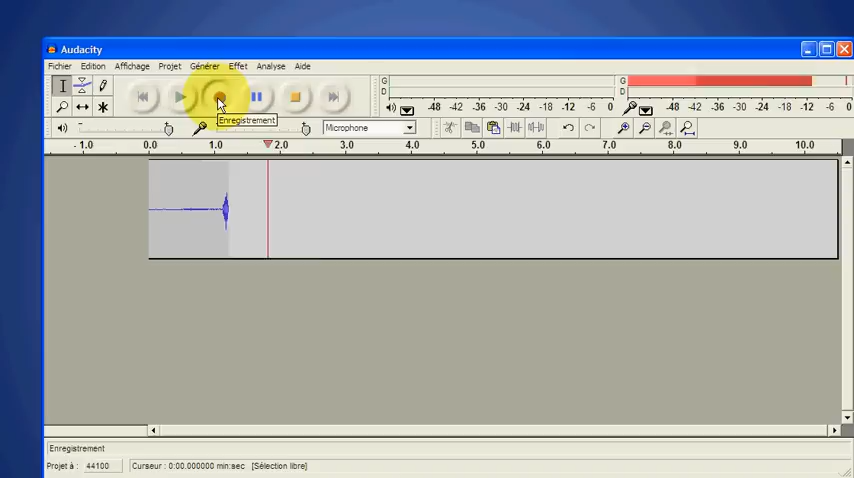 Audacity
Fichier Edition Affichage Projet Générer Effet Analyse Aide
G
D
-48 -42 -36 -30 -24 -18 -12 -6 0
G
D
-48 -42 -36 -30 -24 -18 -12 -6 0
Enregistrement
Microphone
- 1.0 0.0 1.0 2.0 3.0 4.0 5.0 6.0 7.0 8.0 9.0 10.0
Enregistrement
Projet à : 44100 Curseur : 0:00.000000 min:sec [Sélection libre]